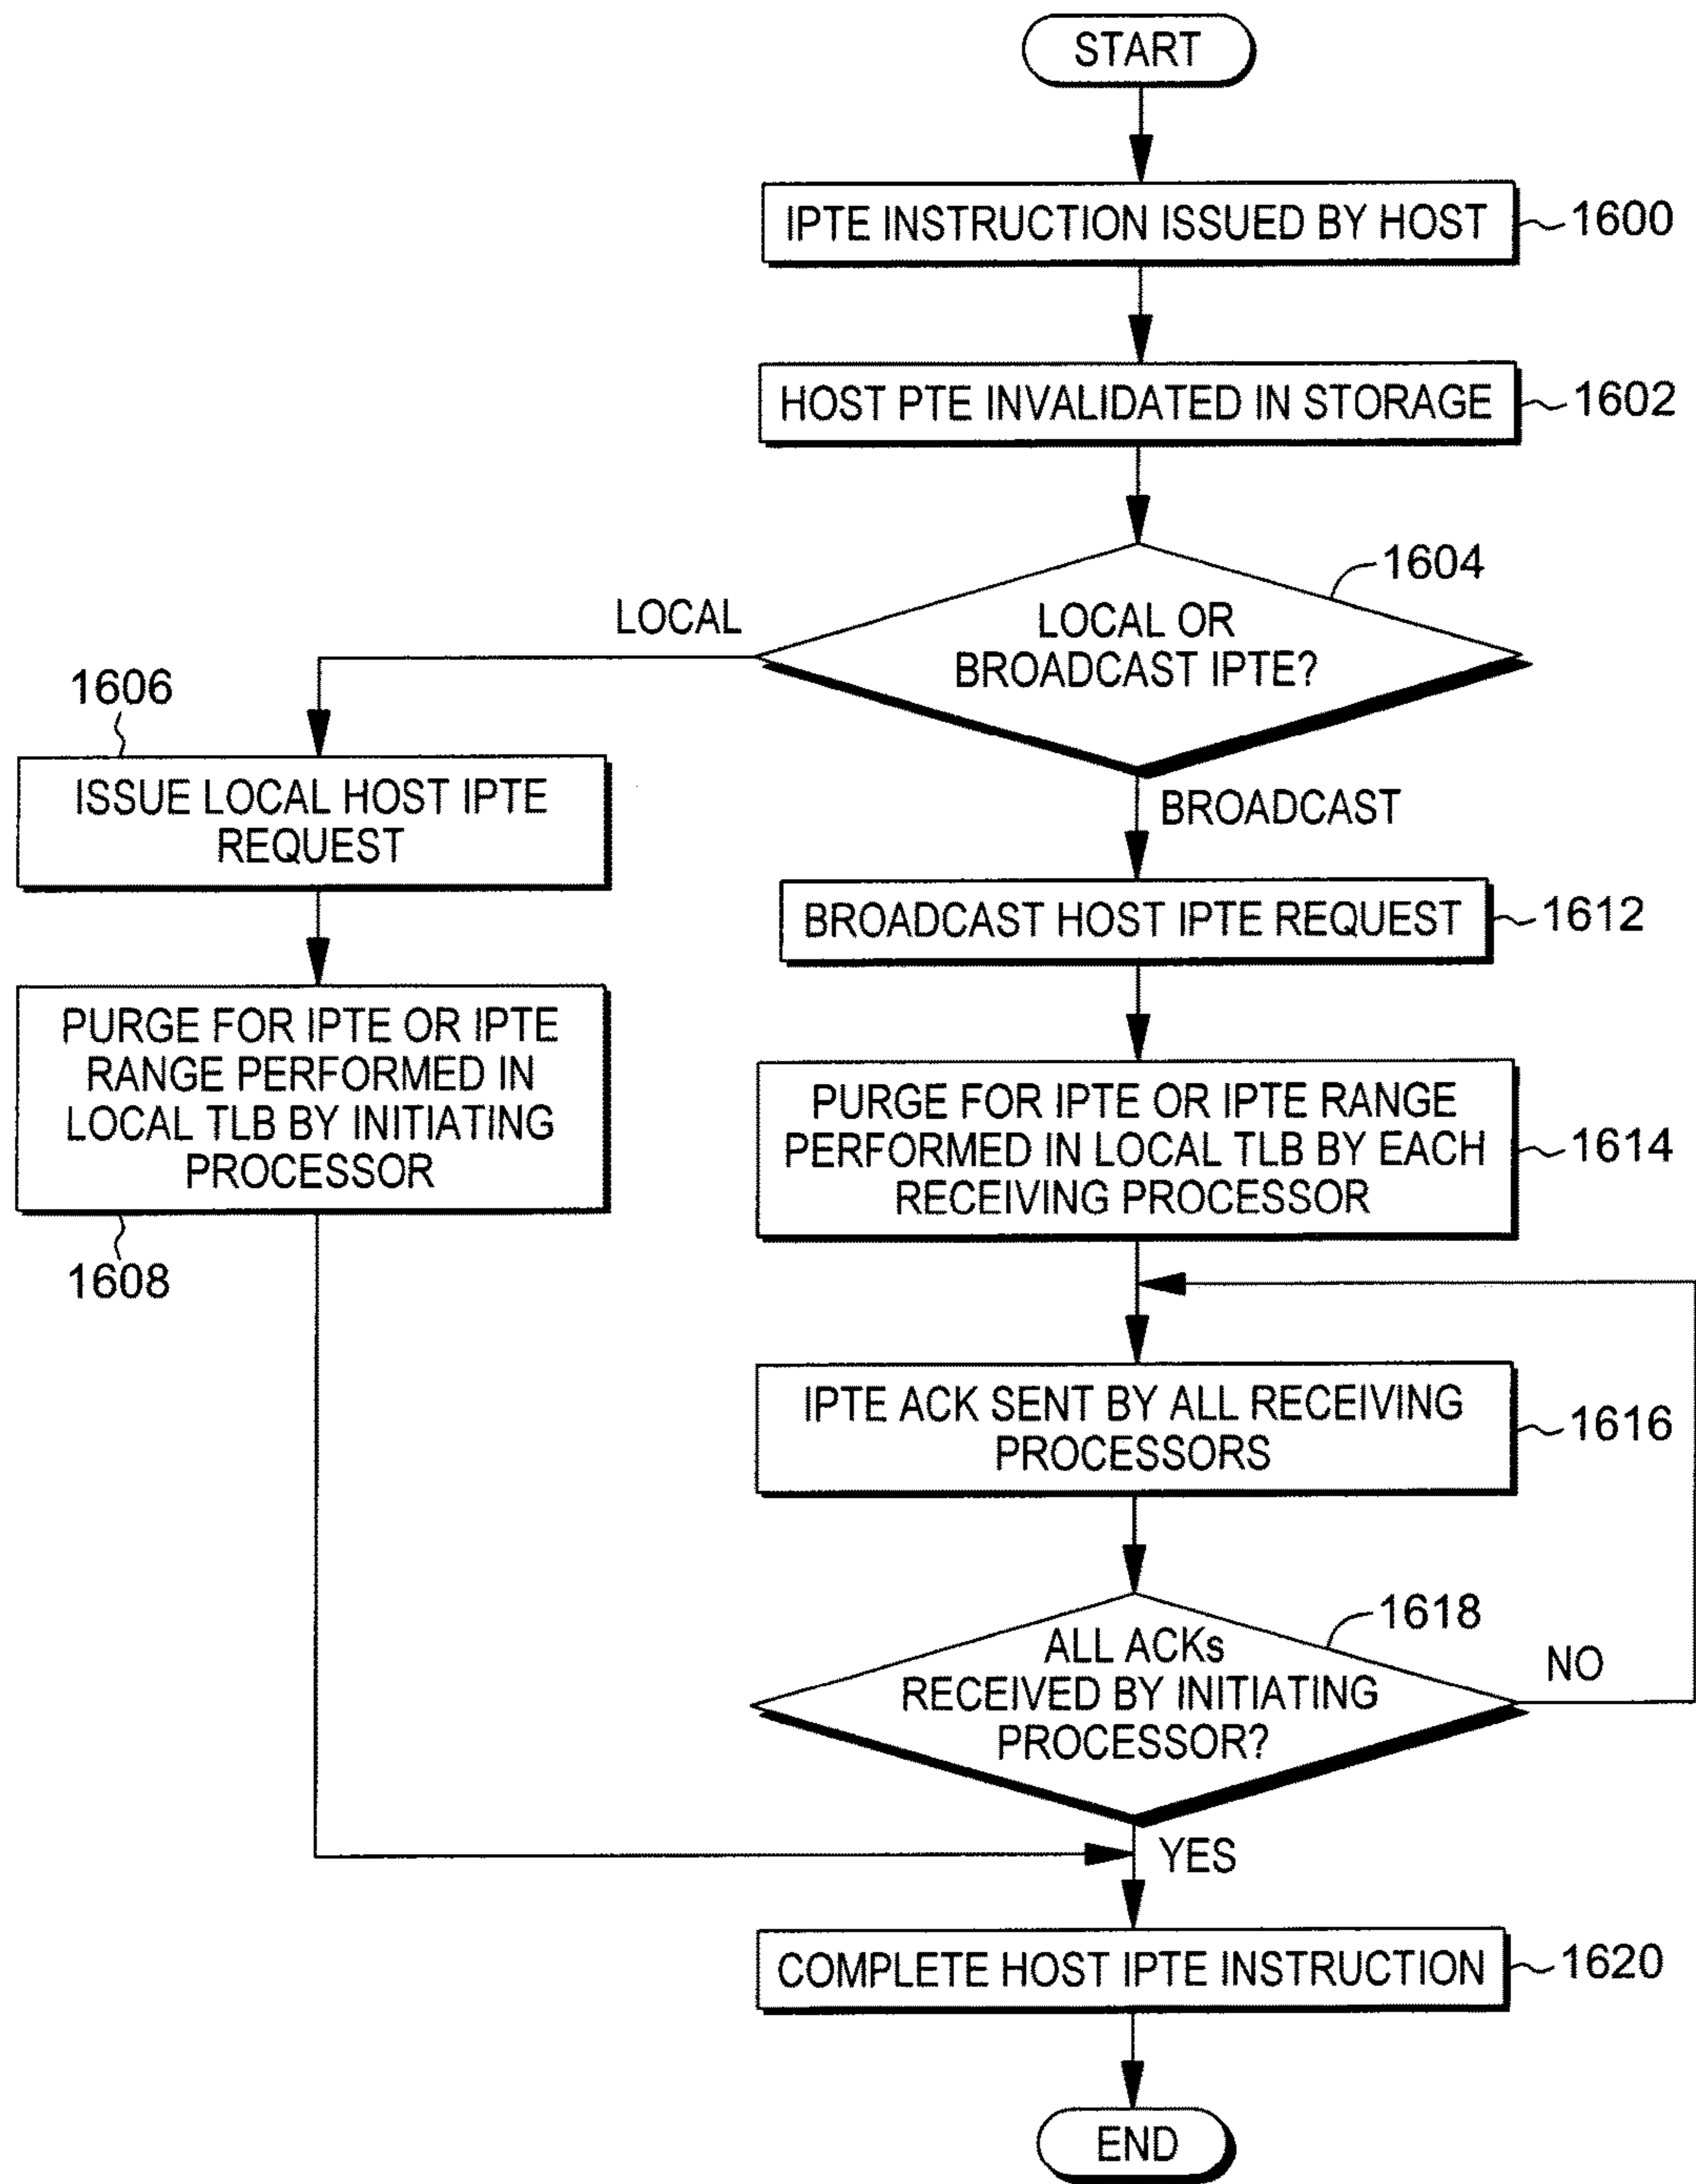 START
IPTE INSTRUCTION ISSUED BY HOST
1600
HOST PTE INVALIDATED IN STORAGE
1602
1604
LOCAL OR
BROADCAST IPTE?
LOCAL
1606
ISSUE LOCAL HOST IPTE
REQUEST
PURGE FOR IPTE OR IPTE
RANGE PERFORMED IN
LOCAL TLB BY INITIATING
PROCESSOR
1608
BROADCAST
BROADCAST HOST IPTE REQUEST
1612
PURGE FOR IPTE OR IPTE RANGE
PERFORMED IN LOCAL TLB BY EACH
RECEIVING PROCESSOR
1614
IPTE ACK SENT BY ALL RECEIVING
PROCESSORS
1616
1618
ALL ACKs
RECEIVED BY INITIATING
PROCESSOR?
NO
YES
COMPLETE HOST IPTE INSTRUCTION
1620
END